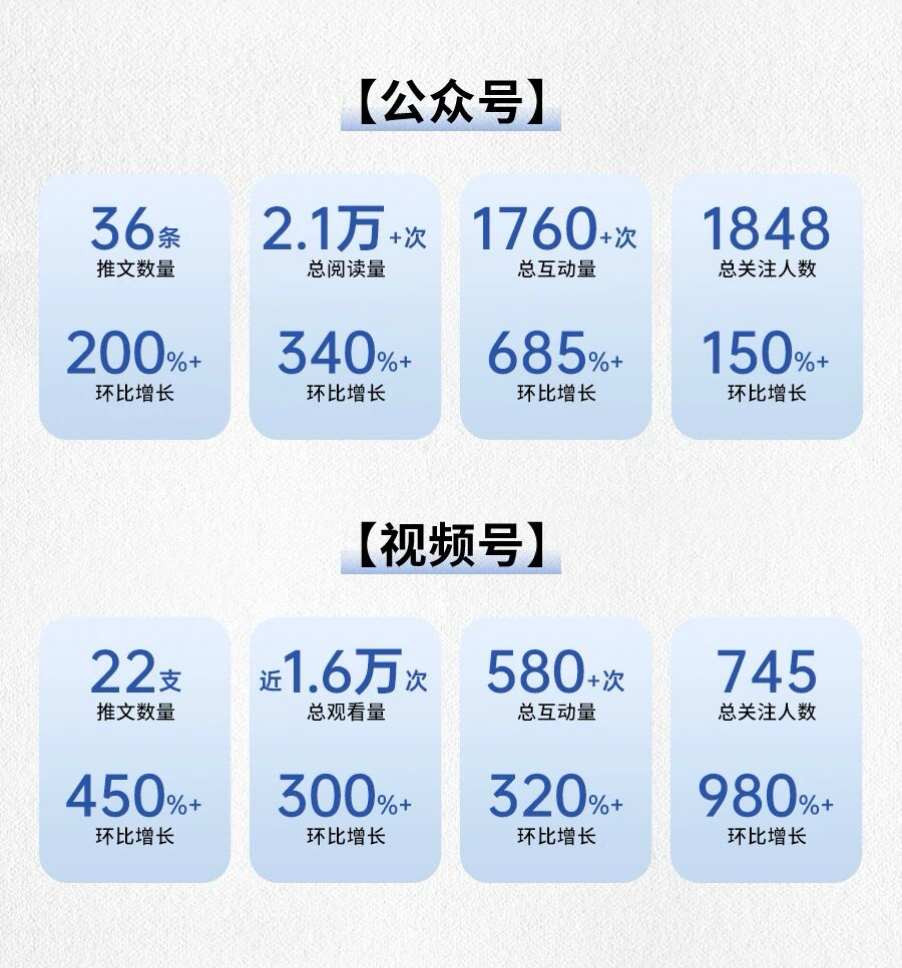 【公众号】
36条 2.1万+次 1760+次 1848
推文数量 总阅读量 总互动量 总关注人数
200%+ 340%+ 685%+ 150%+
环比增长 环比增长 环比增长 环比增长
【视频号】
22支 近1.6万次 580+次 745
推文数量 总观看量 总互动量 总关注人数
450%+ 300%+ 320%+ 980%+
环比增长 环比增长 环比增长 环比增长